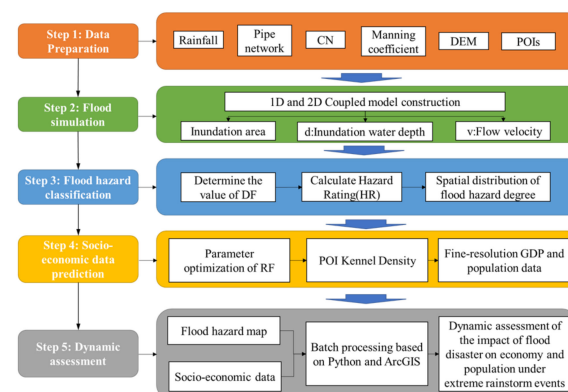 Step 1: Data
Preparation
Rainfall
Pipe
network
CN
Manning
coefficient
DEM
POIs
Step 2: Flood
simulation
1D and 2D Coupled model construction
Inundation area
d:Inundation water depth
v:Flow velocity
Step 3: Flood hazard
classification
Determine the
value of DF
Calculate Hazard
Rating(HR)
Spatial distribution of
flood hazard degree
Step 4: Socio-
economic data
prediction
Parameter
optimization of RF
POI Kennel Density
Fine-resolution GDP and
population data
Step 5: Dynamic
assessment
Flood hazard map
Socio-economic data
Batch processing based
on Python and ArcGIS
Dynamic assessment of
the impact of flood
disaster on economy and
population under
extreme rainstorm events